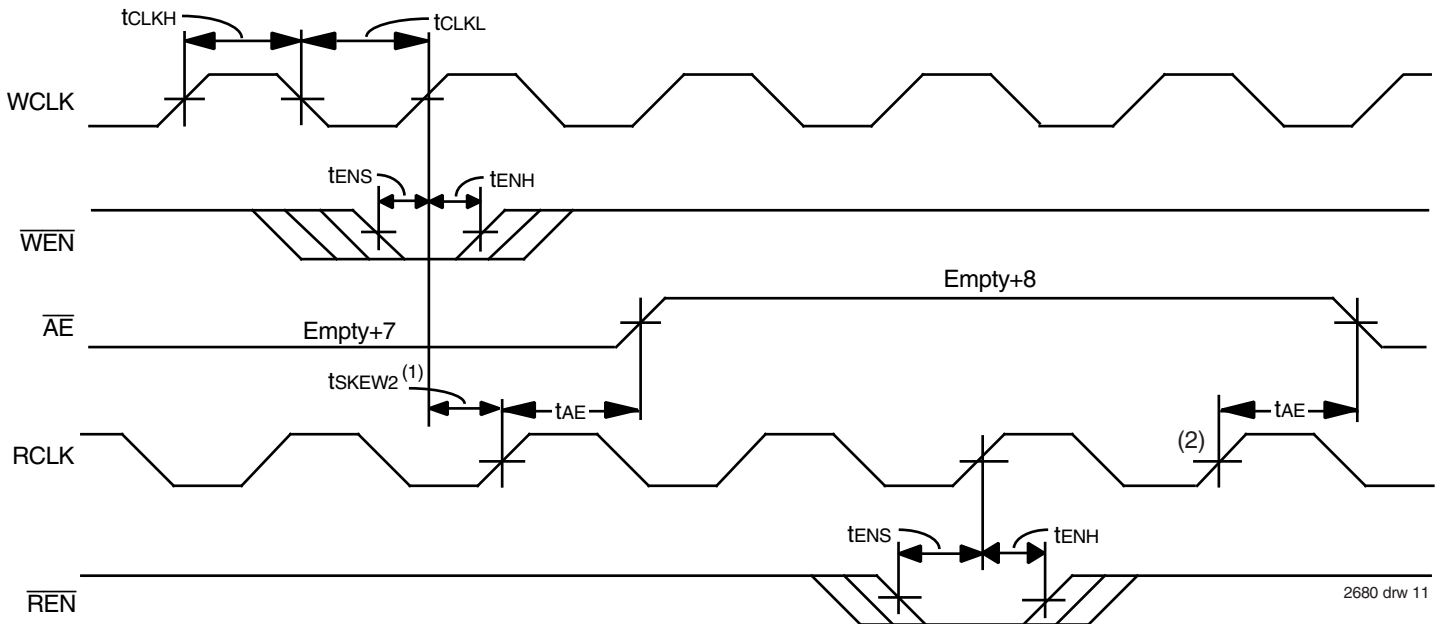 tCLKH
tCLKL
WCLK
tENS
tENH
WEN
Empty+8
AE
Empty+7
tSKEW2 (1)
tAE
tAE
RCLK
(2)
tENS
tENH
REN
2680 drw 11